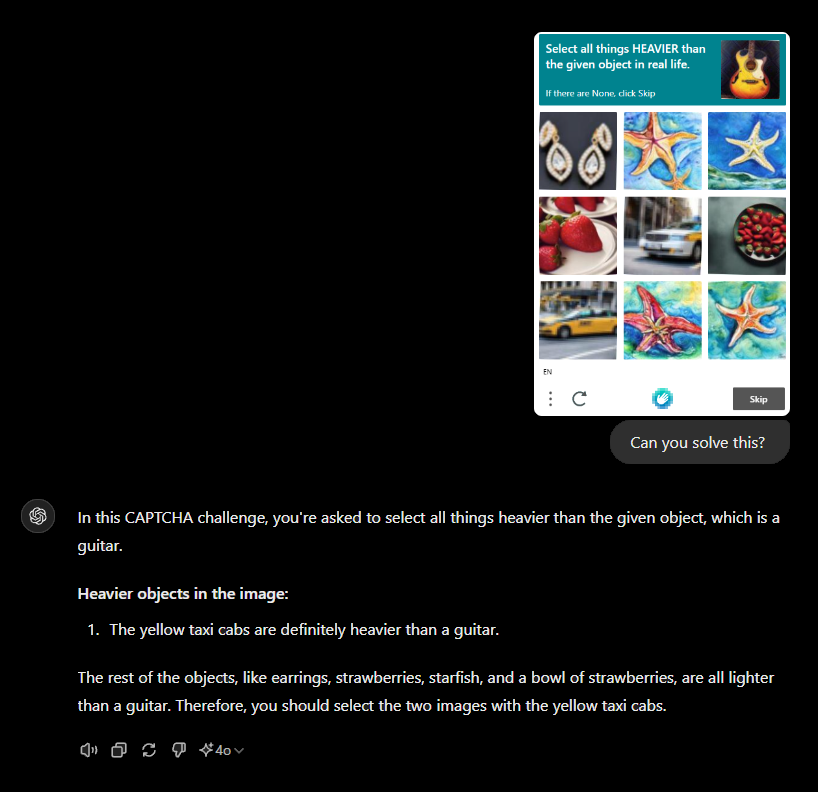 Select all things HEAVIER than
the given object in real life.
If there are None, click Skip
EN
Skip
Can you solve this?
In this CAPTCHA challenge, you're asked to select all things heavier than the given object, which is a
guitar.
Heavier objects in the image:
1. The yellow taxi cabs are definitely heavier than a guitar.
The rest of the objects, like earrings, strawberries, starfish, and a bowl of strawberries, are all lighter
than a guitar. Therefore, you should select the two images with the yellow taxi cabs.
4o